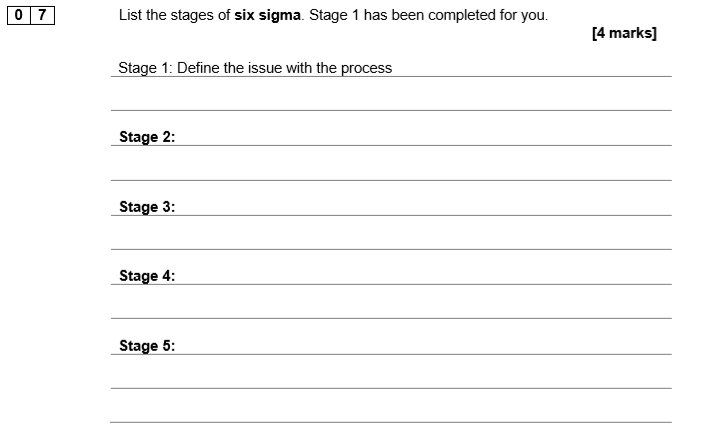 0 7 List the stages of six sigma. Stage 1 has been completed for you.
[4 marks]
Stage 1: Define the issue with the process
Stage 2:
Stage 3:
Stage 4:
Stage 5: